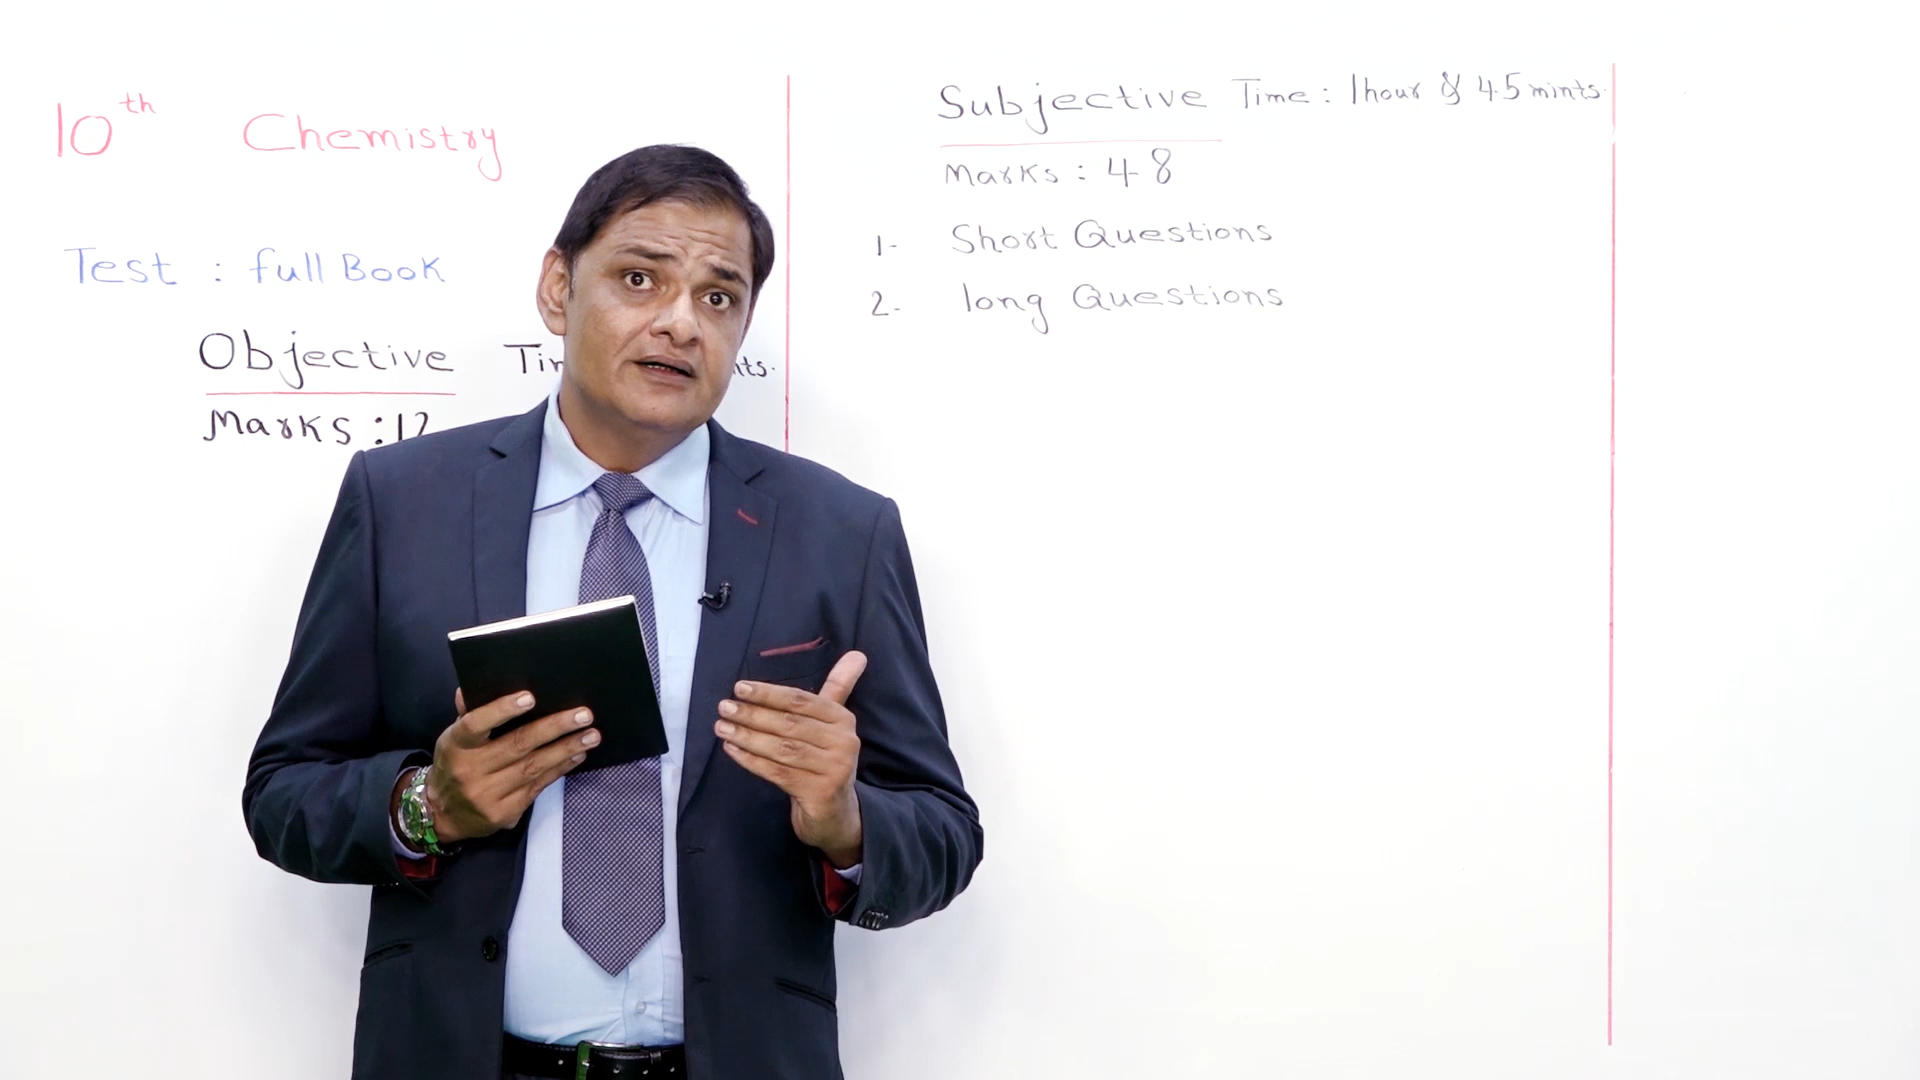 10th Chemistry
Test : full Book
Objective
Marks : 12
Subjective Time : 1hour & 45 mints.
Marks : 48
1- Short Questions
2- long Questions